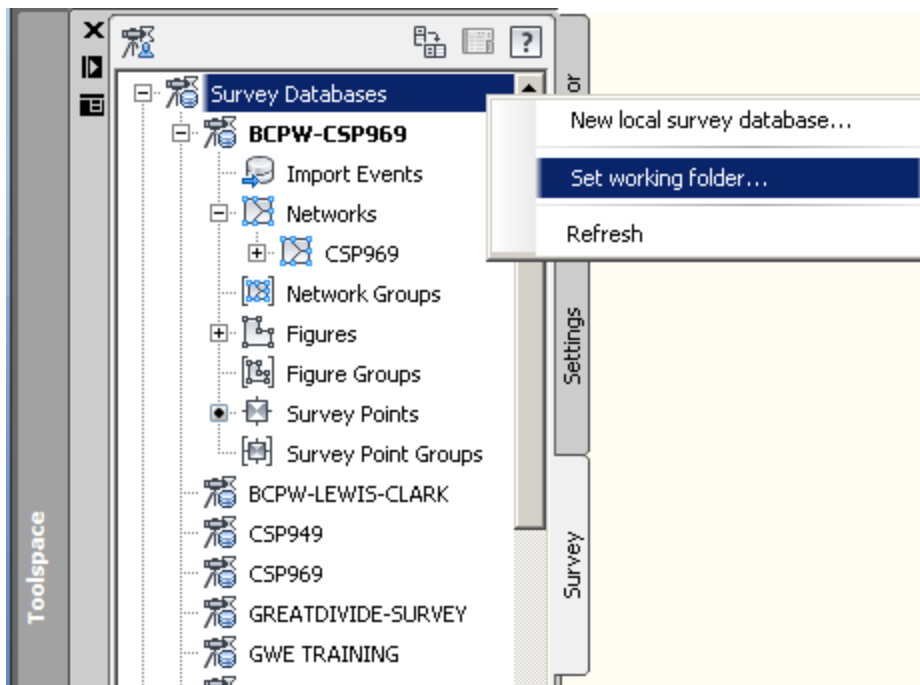 Survey Databases
BCPW-CSP969
Import Events
Networks
CSP969
Network Groups
Figures
Figure Groups
Survey Points
Survey Point Groups
BCPW-LEWIS-CLARK
CSP949
CSP969
GREATDIVIDE-SURVEY
GWE TRAINING
New local survey database...
Set working folder...
Refresh
or
Settings
Survey
Toolspace
?